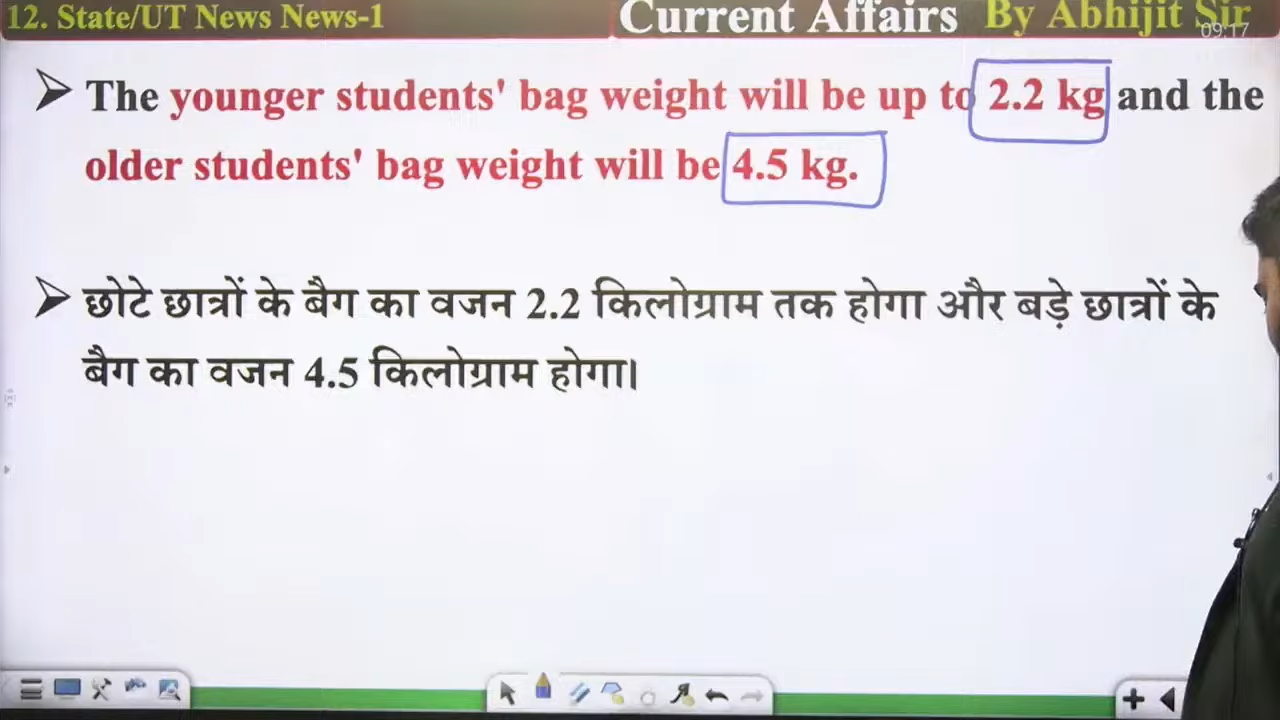 12. State/UT News News-1
Current Affairs By Abhijit Sir
09:17
The younger students' bag weight will be up to 2.2 kg and the
older students' bag weight will be 4.5 kg.
छोटे छात्रों के बैग का वजन 2.2 किलोग्राम तक होगा और बड़े छात्रों के
बैग का वजन 4.5 किलोग्राम होगा।